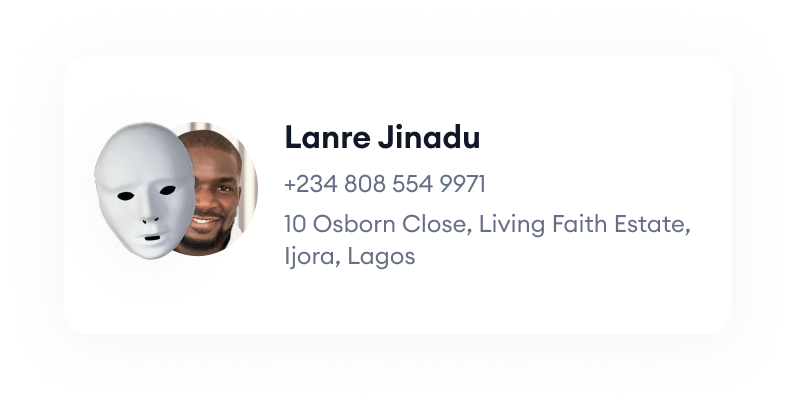 Lanre Jinadu
+234 808 554 9971
10 Osborn Close, Living Faith Estate,
Ijora, Lagos